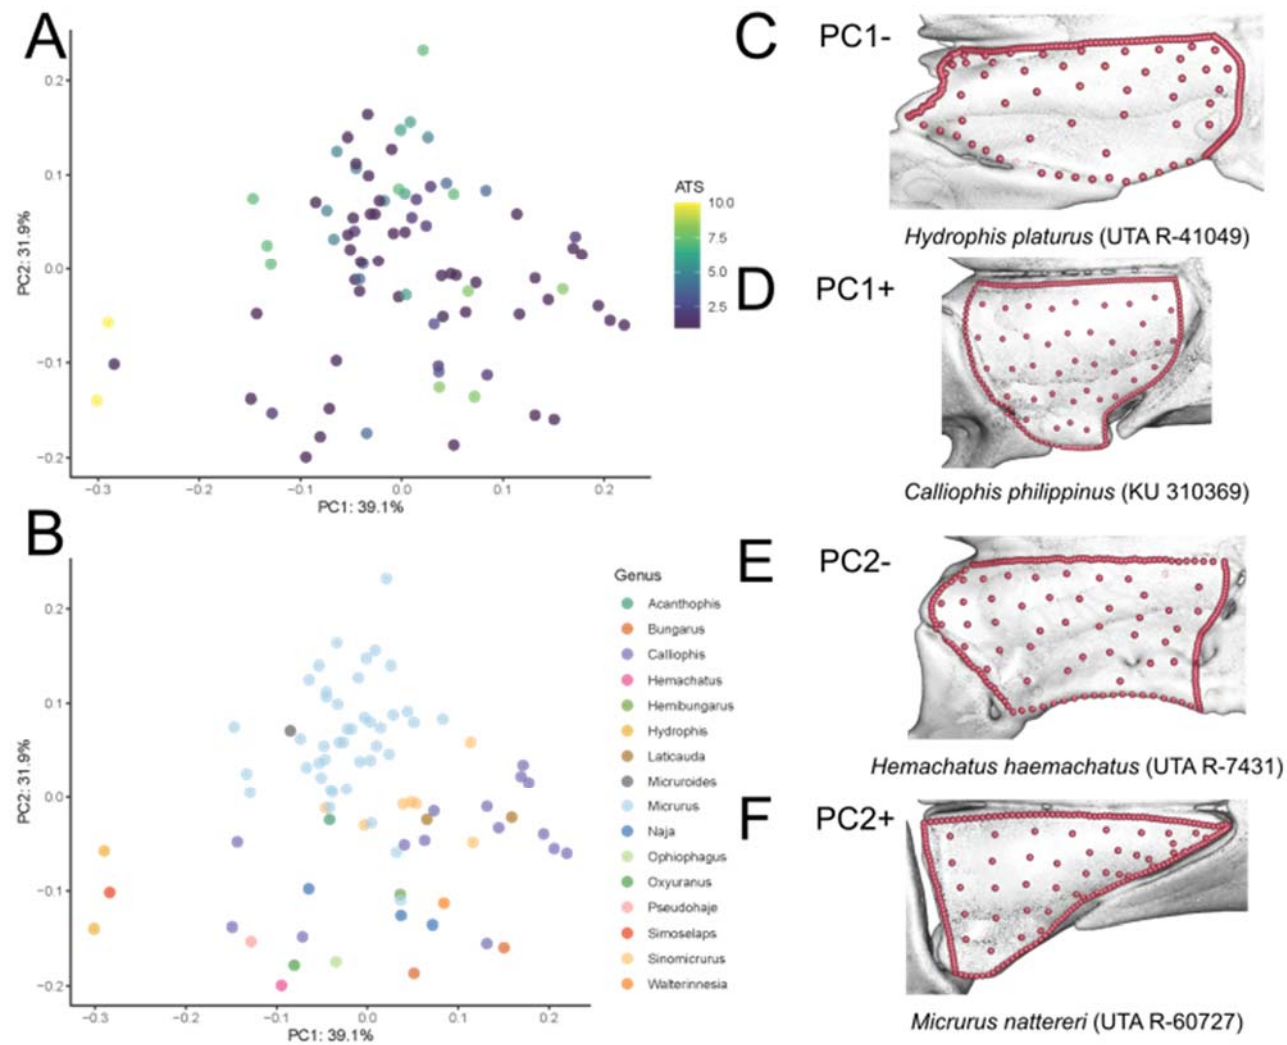 A
0.2
0.1
0.0
−0.1
−0.2
PC2: 31.9%
−0.3
−0.2
−0.1
0.0
0.1
0.2
PC1: 39.1%
ATS
10.0
7.5
5.0
2.5
B
0.2
0.1
0.0
−0.1
−0.2
PC2: 31.9%
−0.3
−0.2
−0.1
0.0
0.1
0.2
PC1: 39.1%
Genus
Acanthophis
Bungarus
Calliophis
Hemachatus
Hemibungarus
Hydrophis
Laticauda
Micruroides
Micrurus
Naja
Ophiophagus
Oxyuranus
Pseudohaje
Simoselaps
Sinomicrurus
Walterinnesia
C
PC1-
Hydrophis platurus (UTA R-41049)
D
PC1+
Calliophis philippinus (KU 310369)
E
PC2-
Hemachatus haemachatus (UTA R-7431)
F
PC2+
Micrurus nattereri (UTA R-60727)